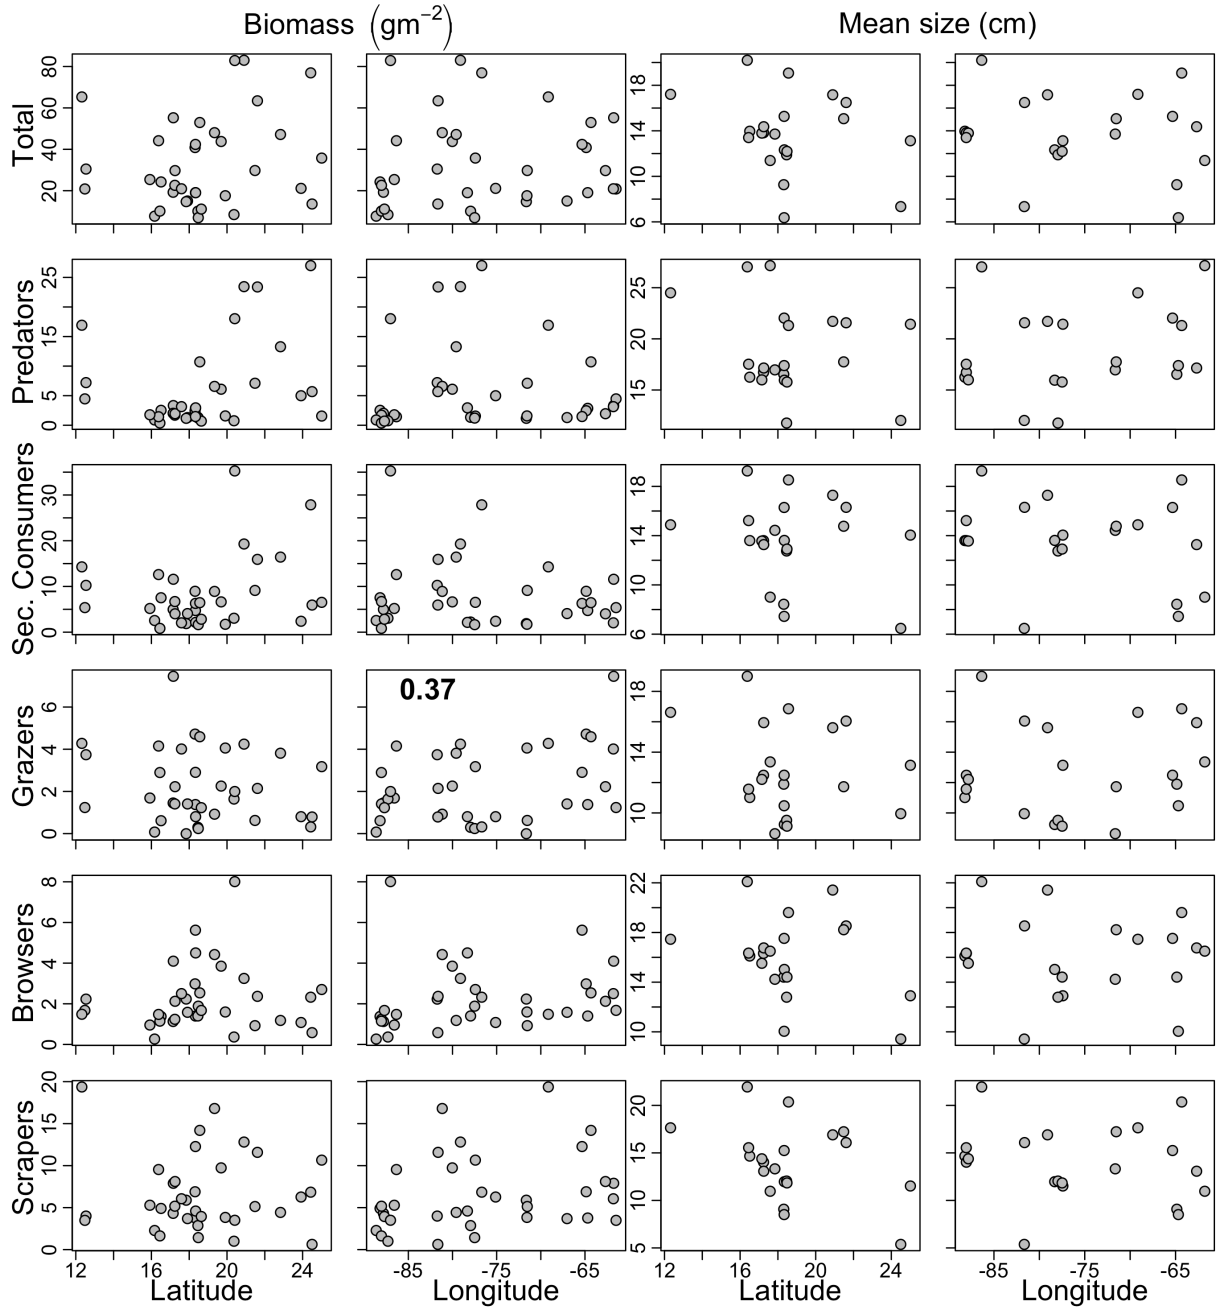 Biomass (gm−2) Mean size (cm)
Total
20 40 60 80
6 10 14 18
Predators
0 5 15 25
15 20 25
Sec. Consumers
0 10 20 30
6 10 14 18
Grazers
0 2 4 6
0.37
10 14 18
Browsers
0 2 4 6 8
10 14 18 22
Scrapers
0 5 10 15 20
5 10 15 20
12 16 20 24 -85 -75 -65 12 16 20 24 -85 -75 -65
Latitude Longitude Latitude Longitude